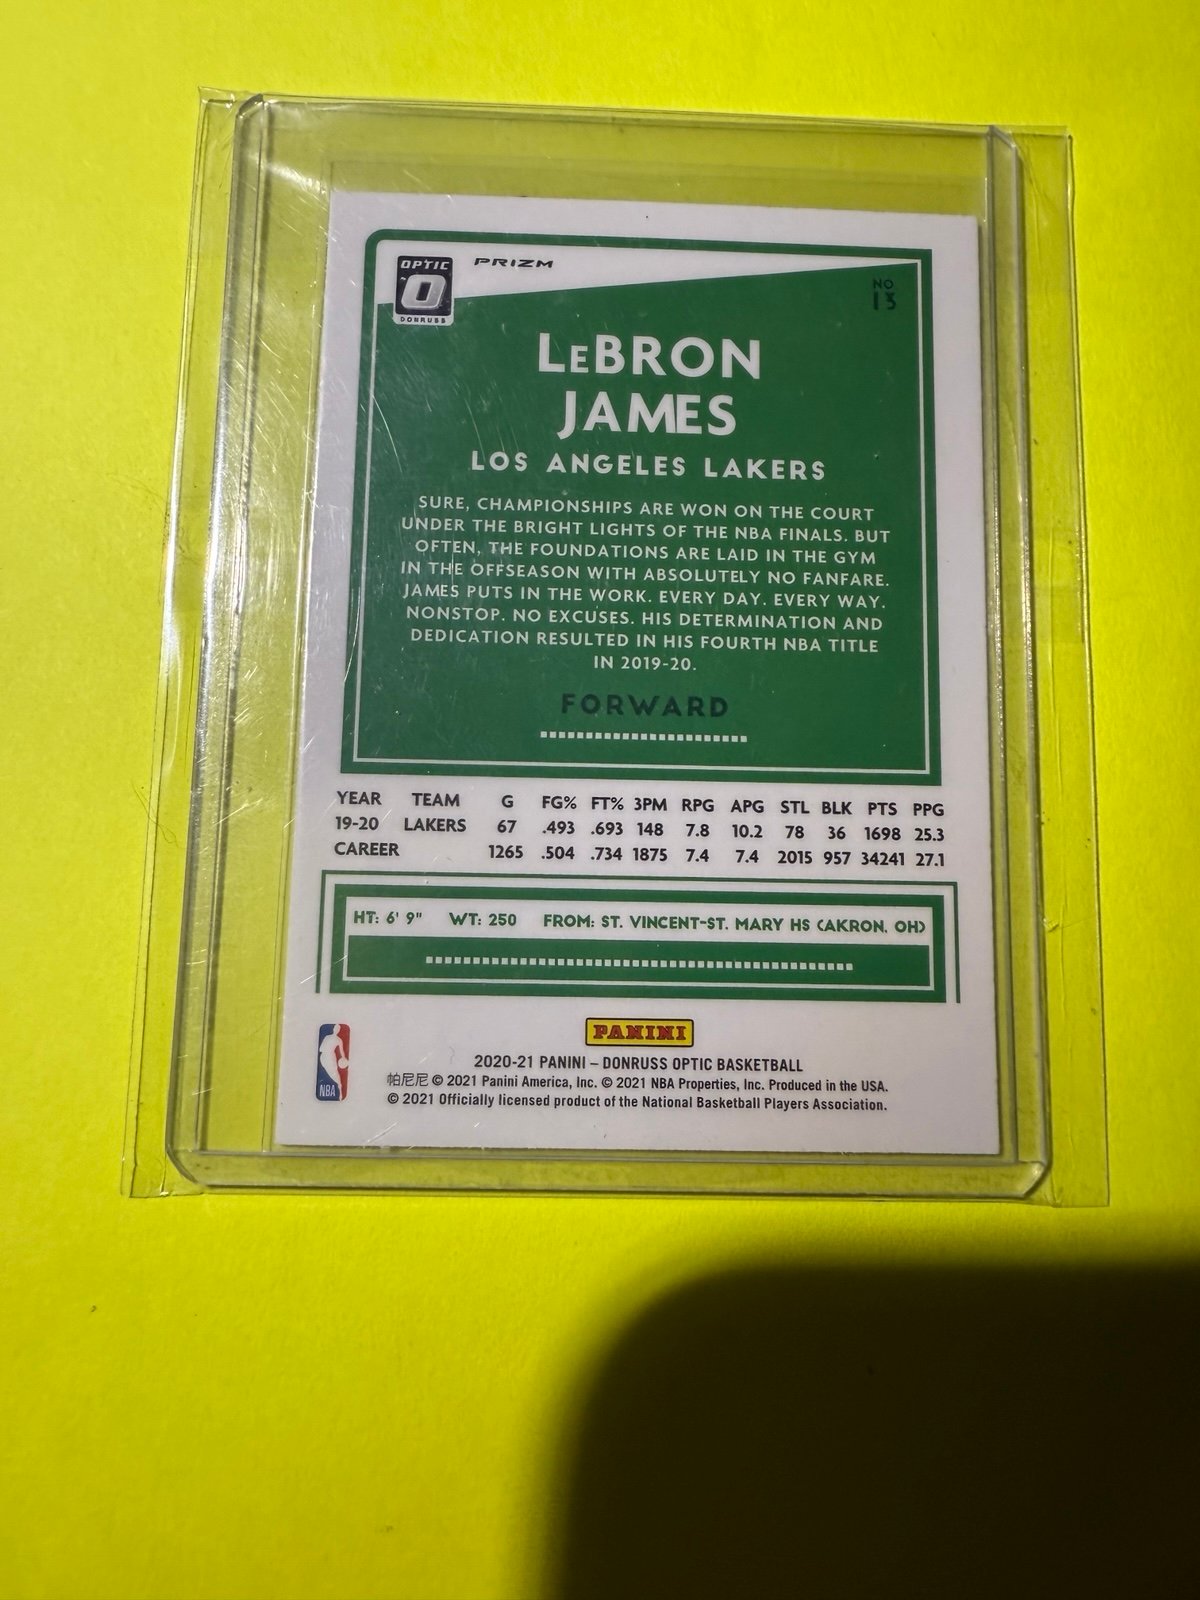 OPTIC
O
DONRUSS
PRIZM
NO
13
LeBRON
JAMES
LOS ANGELES LAKERS
SURE, CHAMPIONSHIPS ARE WON ON THE COURT
UNDER THE BRIGHT LIGHTS OF THE NBA FINALS. BUT
OFTEN, THE FOUNDATIONS ARE LAID IN THE GYM
IN THE OFFSEASON WITH ABSOLUTELY NO FANFARE.
JAMES PUTS IN THE WORK. EVERY DAY. EVERY WAY.
NONSTOP. NO EXCUSES. HIS DETERMINATION AND
DEDICATION RESULTED IN HIS FOURTH NBA TITLE
IN 2019-20.
FORWARD
YEAR TEAM G FG% FT% 3PM RPG APG STL BLK PTS PPG
19-20 LAKERS 67 .493 .693 148 7.8 10.2 78 36 1698 25.3
CAREER 1265 .504 .734 1875 7.4 7.4 2015 957 34241 27.1
HT: 6' 9" WT: 250 FROM: ST. VINCENT-ST. MARY HS (AKRON, OH)
NBA
PANINI
2020-21 PANINI – DONRUSS OPTIC BASKETBALL
帕尼尼 © 2021 Panini America, Inc. © 2021 NBA Properties, Inc. Produced in the USA.
© 2021 Officially licensed product of the National Basketball Players Association.